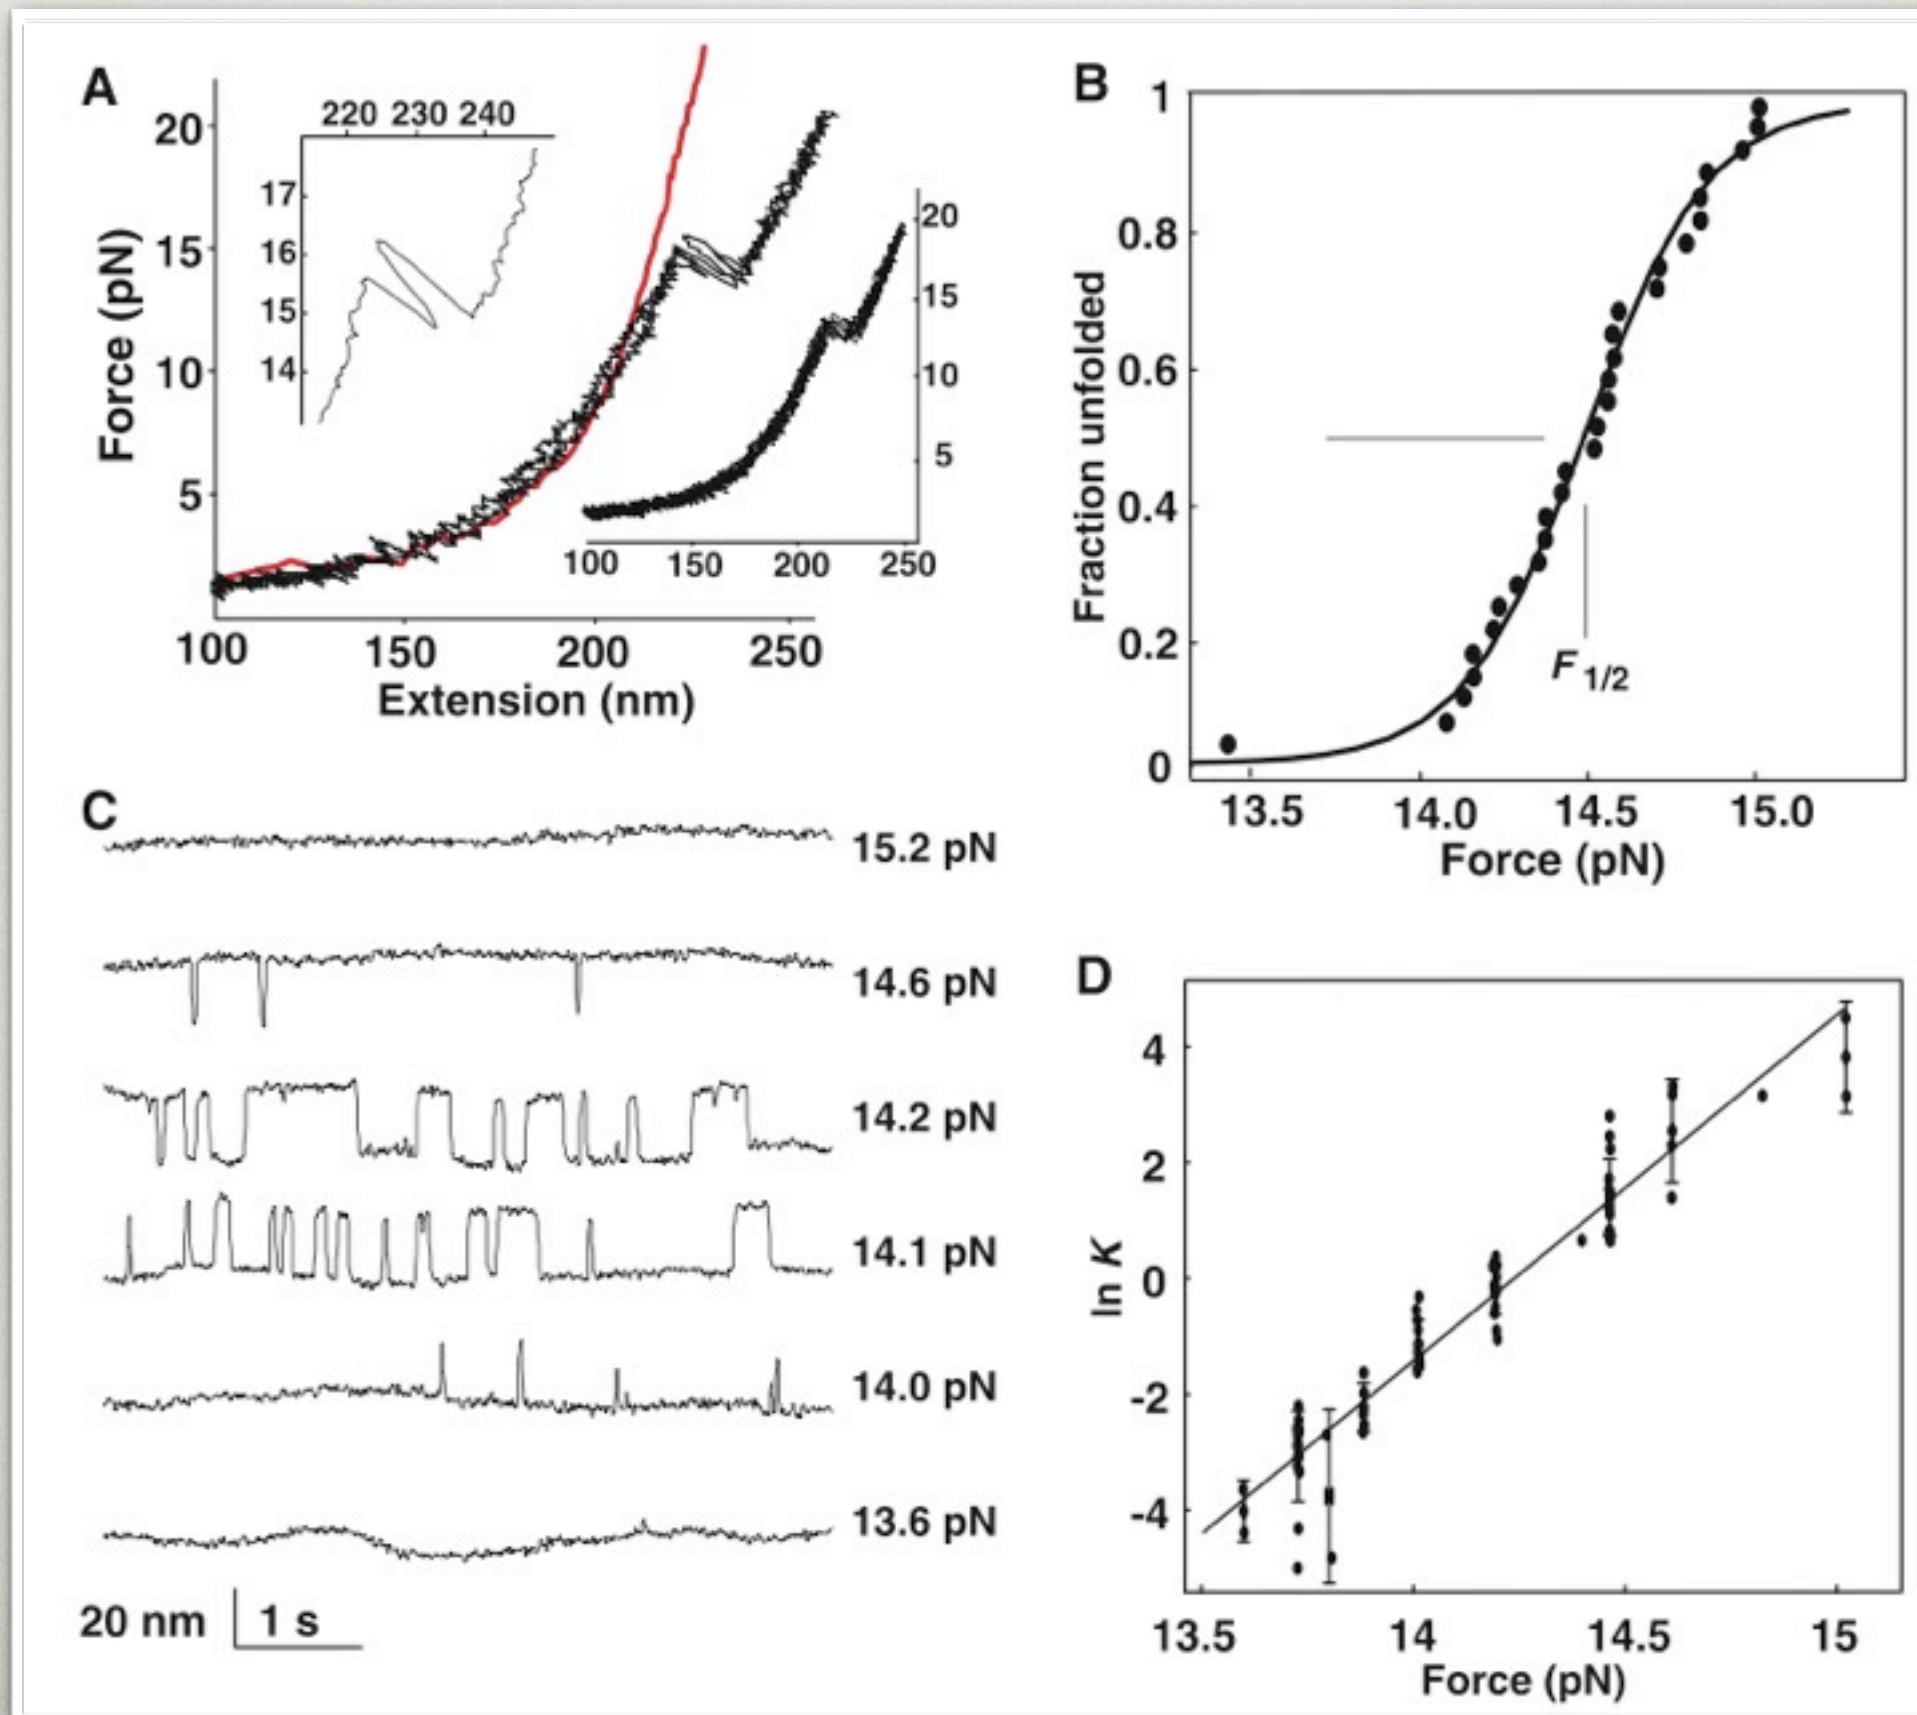 A
220 230 240
20
17
15
16
15
10
14
5
Force (pN)
20
15
10
5
100 150 200 250
100 150 200 250
Extension (nm)
B
1
0.8
0.6
0.4
0.2
0
Fraction unfolded
F 1/2
13.5 14.0 14.5 15.0
Force (pN)
C
15.2 pN
14.6 pN
14.2 pN
14.1 pN
14.0 pN
13.6 pN
20 nm 1 s
D
4
2
0
-2
-4
ln K
13.5 14 14.5 15
Force (pN)